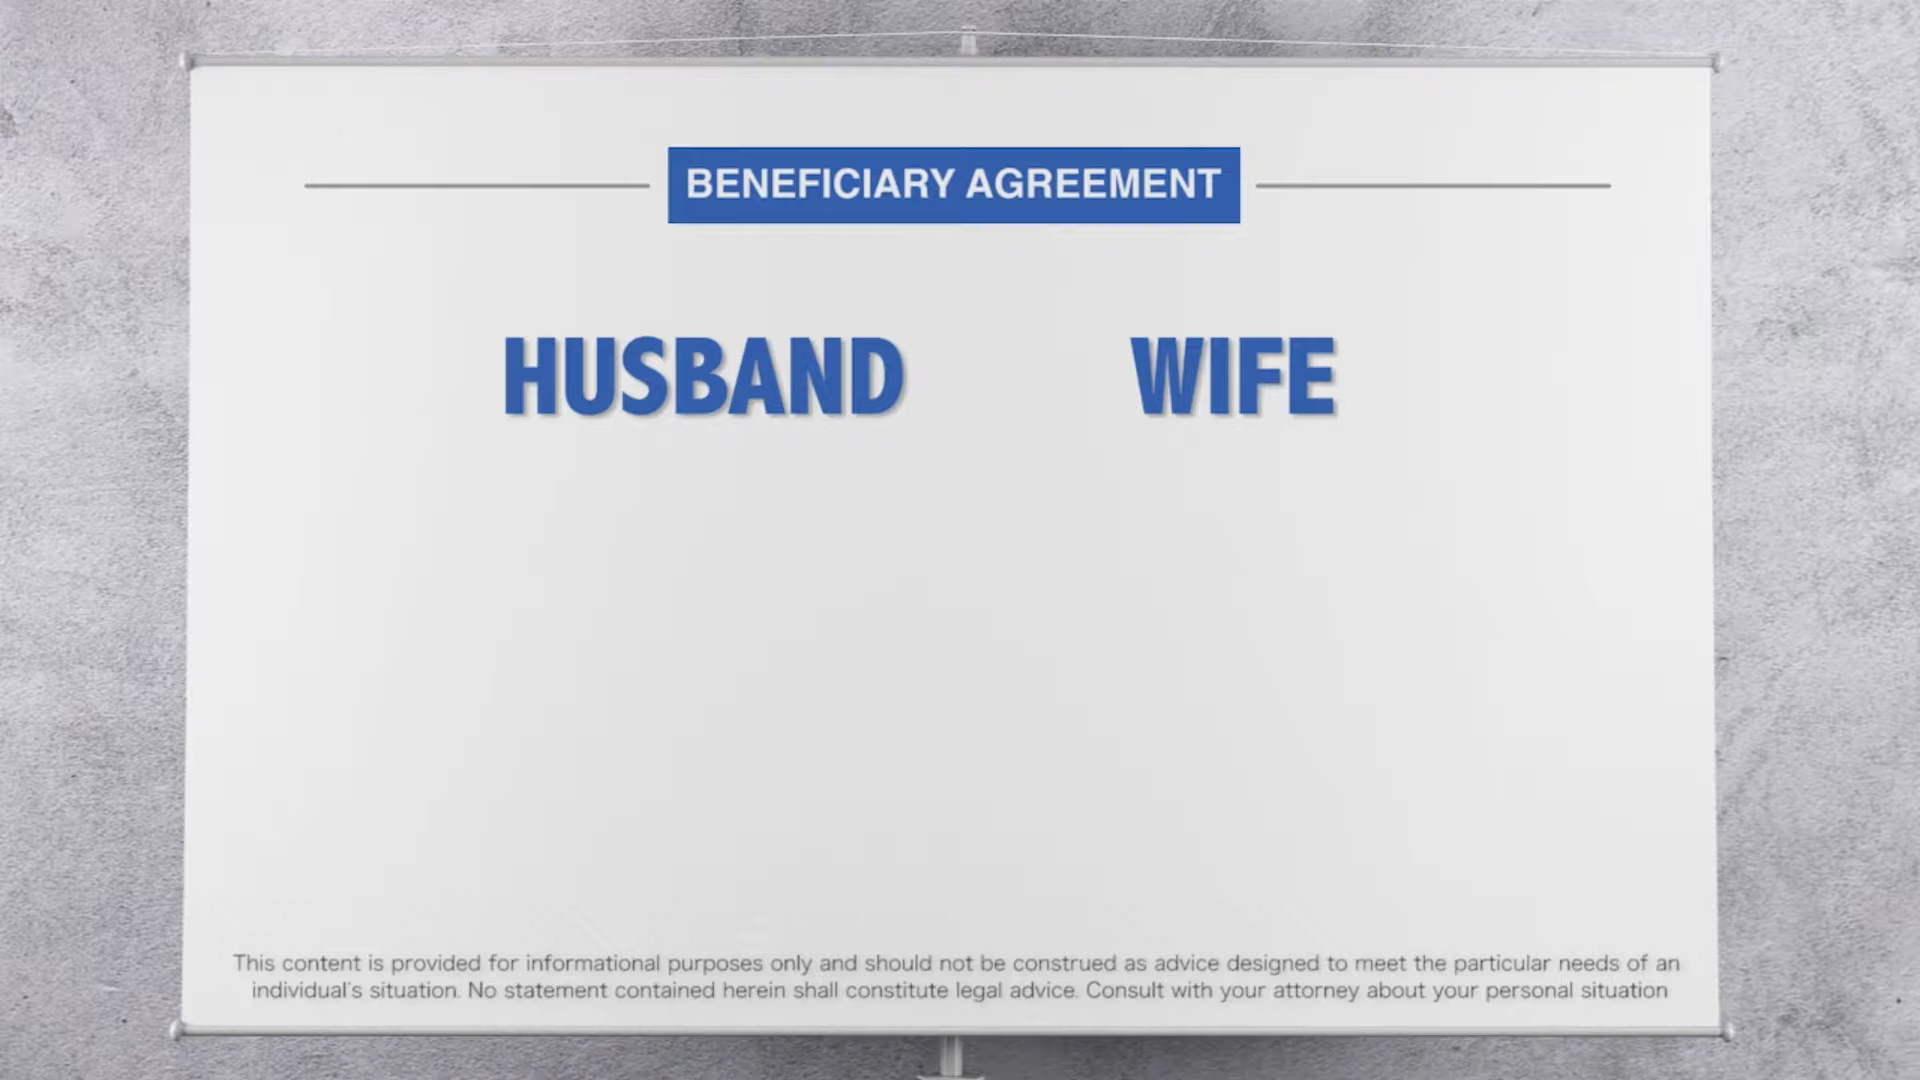 BENEFICIARY AGREEMENT
HUSBAND WIFE
This content is provided for informational purposes only and should not be construed as advice designed to meet the particular needs of an
individual's situation. No statement contained herein shall constitute legal advice. Consult with your attorney about your personal situation